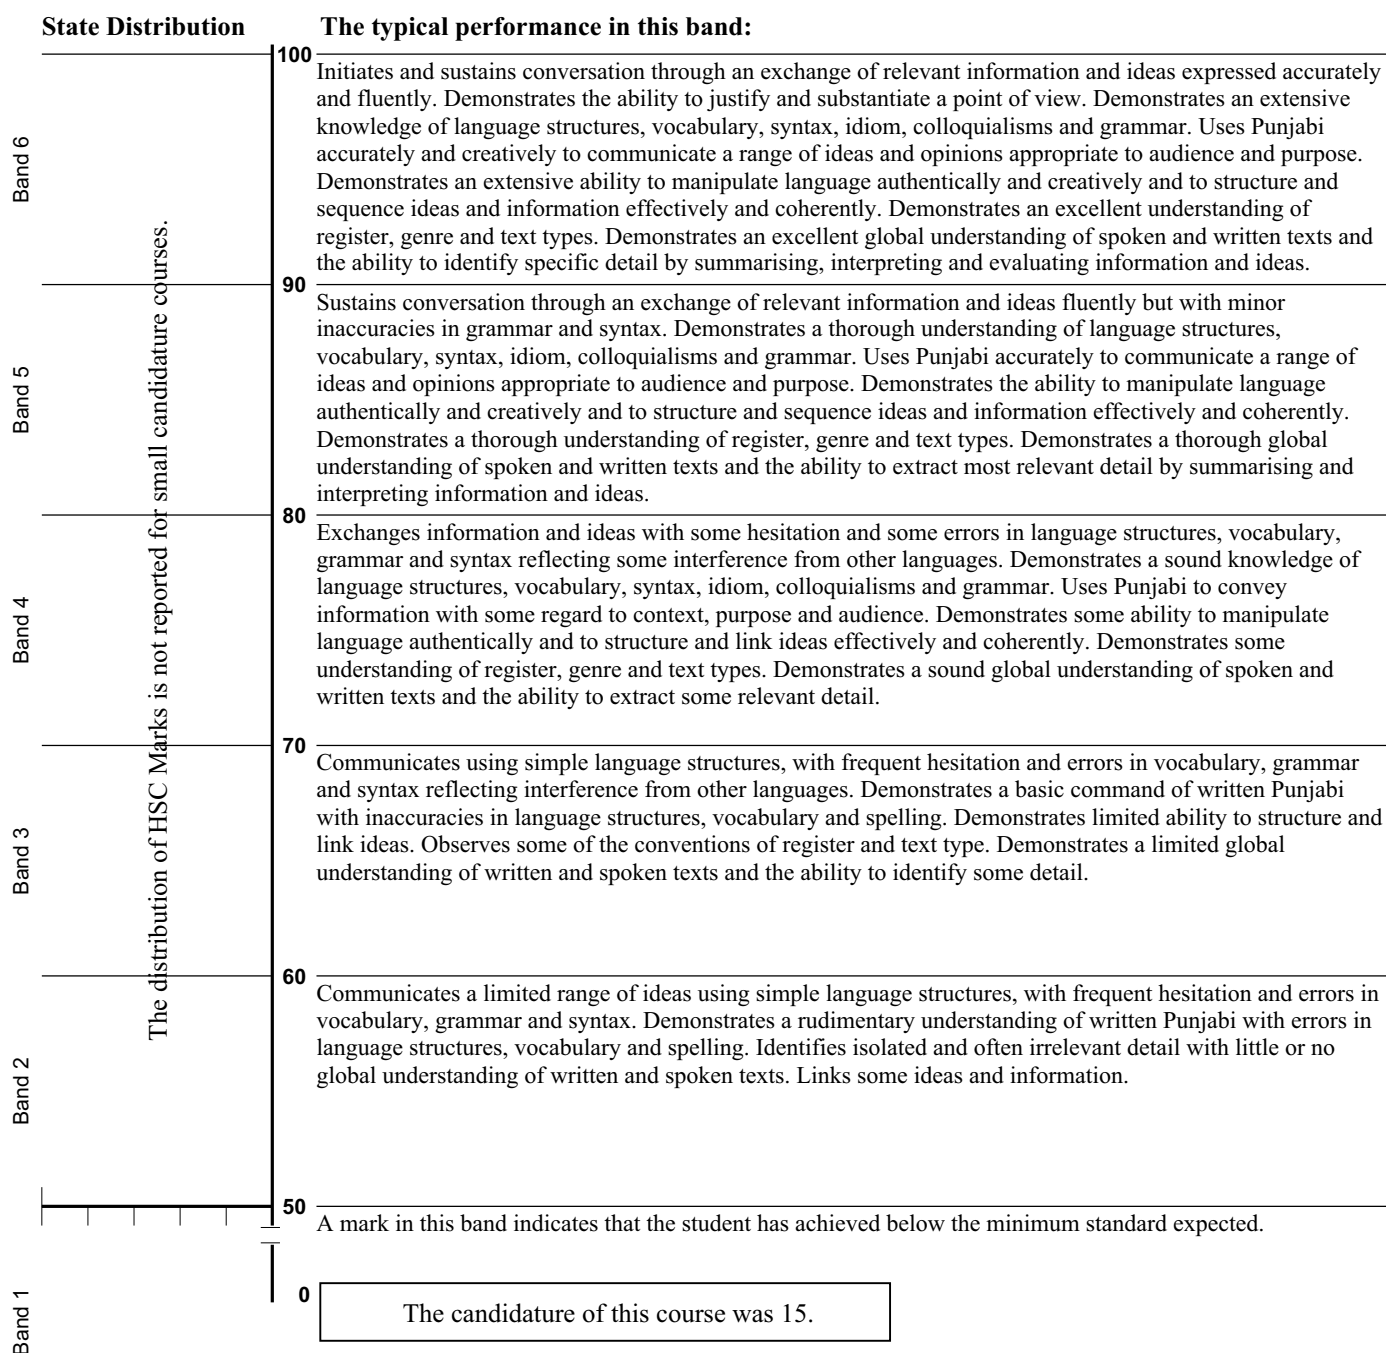 State Distribution
The typical performance in this band:
100
Band 6
Initiates and sustains conversation through an exchange of relevant information and ideas expressed accurately
and fluently. Demonstrates the ability to justify and substantiate a point of view. Demonstrates an extensive
knowledge of language structures, vocabulary, syntax, idiom, colloquialisms and grammar. Uses Punjabi
accurately and creatively to communicate a range of ideas and opinions appropriate to audience and purpose.
Demonstrates an extensive ability to manipulate language authentically and creatively and to structure and
sequence ideas and information effectively and coherently. Demonstrates an excellent understanding of
register, genre and text types. Demonstrates an excellent global understanding of spoken and written texts and
the ability to identify specific detail by summarising, interpreting and evaluating information and ideas.
The distribution of HSC Marks is not reported for small candidature courses.
90
Band 5
Sustains conversation through an exchange of relevant information and ideas fluently but with minor
inaccuracies in grammar and syntax. Demonstrates a thorough understanding of language structures,
vocabulary, syntax, idiom, colloquialisms and grammar. Uses Punjabi accurately to communicate a range of
ideas and opinions appropriate to audience and purpose. Demonstrates the ability to manipulate language
authentically and creatively and to structure and sequence ideas and information effectively and coherently.
Demonstrates a thorough understanding of register, genre and text types. Demonstrates a thorough global
understanding of spoken and written texts and the ability to extract most relevant detail by summarising and
interpreting information and ideas.
80
Band 4
Exchanges information and ideas with some hesitation and some errors in language structures, vocabulary,
grammar and syntax reflecting some interference from other languages. Demonstrates a sound knowledge of
language structures, vocabulary, syntax, idiom, colloquialisms and grammar. Uses Punjabi to convey
information with some regard to context, purpose and audience. Demonstrates some ability to manipulate
language authentically and to structure and link ideas effectively and coherently. Demonstrates some
understanding of register, genre and text types. Demonstrates a sound global understanding of spoken and
written texts and the ability to extract some relevant detail.
70
Band 3
Communicates using simple language structures, with frequent hesitation and errors in vocabulary, grammar
and syntax reflecting interference from other languages. Demonstrates a basic command of written Punjabi
with inaccuracies in language structures, vocabulary and spelling. Demonstrates limited ability to structure and
link ideas. Observes some of the conventions of register and text type. Demonstrates a limited global
understanding of written and spoken texts and the ability to identify some detail.
60
Band 2
Communicates a limited range of ideas using simple language structures, with frequent hesitation and errors in
vocabulary, grammar and syntax. Demonstrates a rudimentary understanding of written Punjabi with errors in
language structures, vocabulary and spelling. Identifies isolated and often irrelevant detail with little or no
global understanding of written and spoken texts. Links some ideas and information.
50
A mark in this band indicates that the student has achieved below the minimum standard expected.
Band 1
0
The candidature of this course was 15.